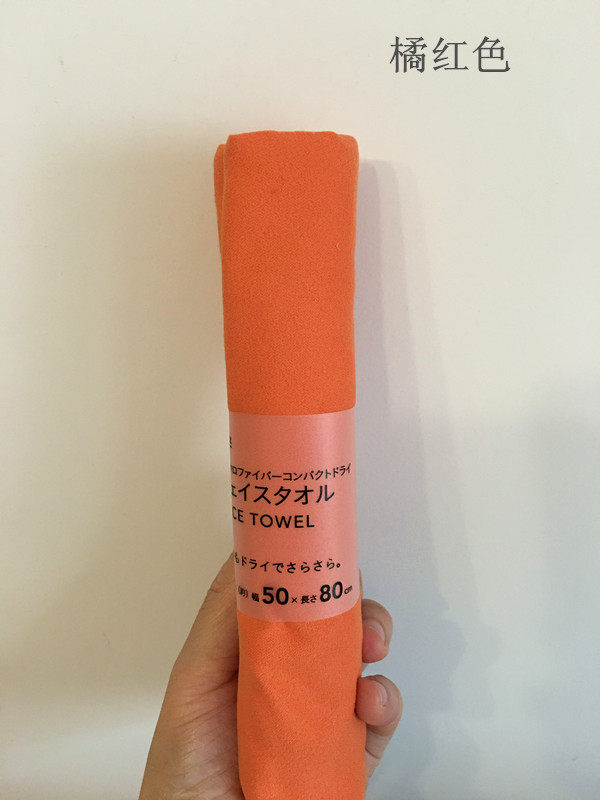 橘红色
ロファイバーコンパクトドライ
ェイスタオル
CE TOWEL
もドライでさらさら。
(約) 幅50×長さ80cm